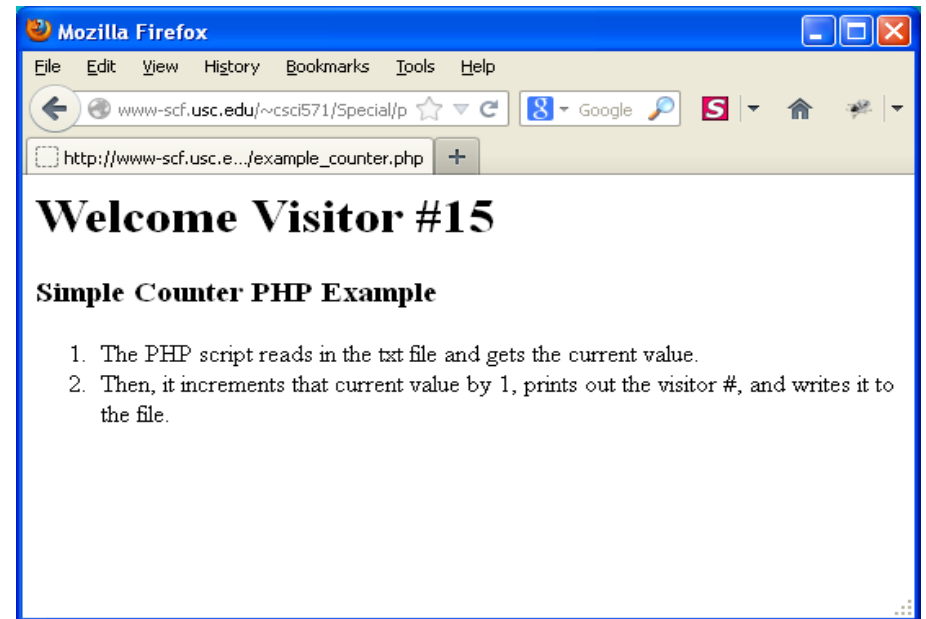 Mozilla Firefox
File Edit View History Bookmarks Tools Help
www-scf.usc.edu/~csci571/Special/p Google S
http://www-scf.usc.e.../example_counter.php +
Welcome Visitor #15
Simple Counter PHP Example
1. The PHP script reads in the txt file and gets the current value.
2. Then, it increments that current value by 1, prints out the visitor #, and writes it to
the file.